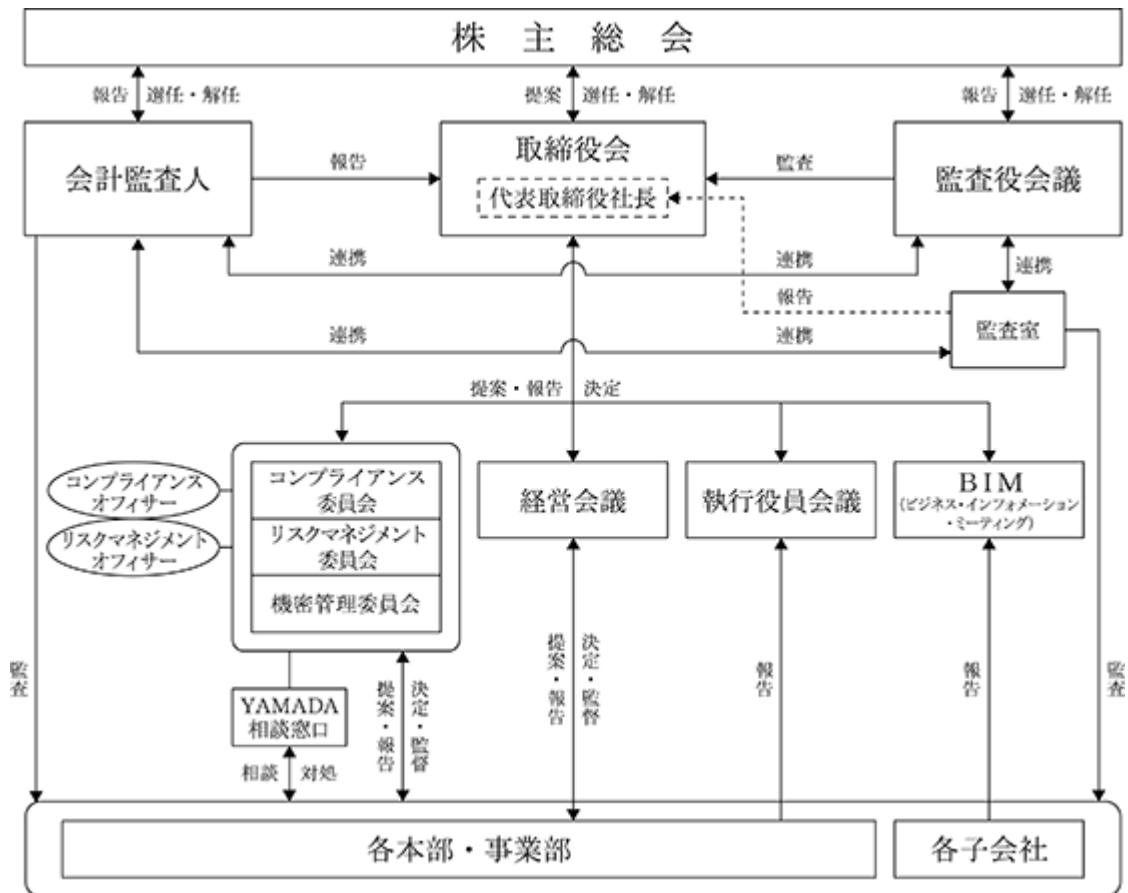 株主総会
報告 選任・解任
提案 選任・解任
報告 選任・解任
会計監査人
報告
取締役会
代表取締役社長
監査
監査役会議
連携
連携
連携
報告
監査室
連携
連携
提案・報告 決定
コンプライアンス
オフィサー
リスクマネジメント
オフィサー
コンプライアンス
委員会
リスクマネジメント
委員会
機密管理委員会
経営会議
執行役員会議
BIM
(ビジネス・インフォメーション
・ミーティング)
監査
YAMADA
相談窓口
相談 対処
提案・報告
決定・監督
提案・報告
決定・監督
報告
報告
監査
各本部・事業部
各子会社